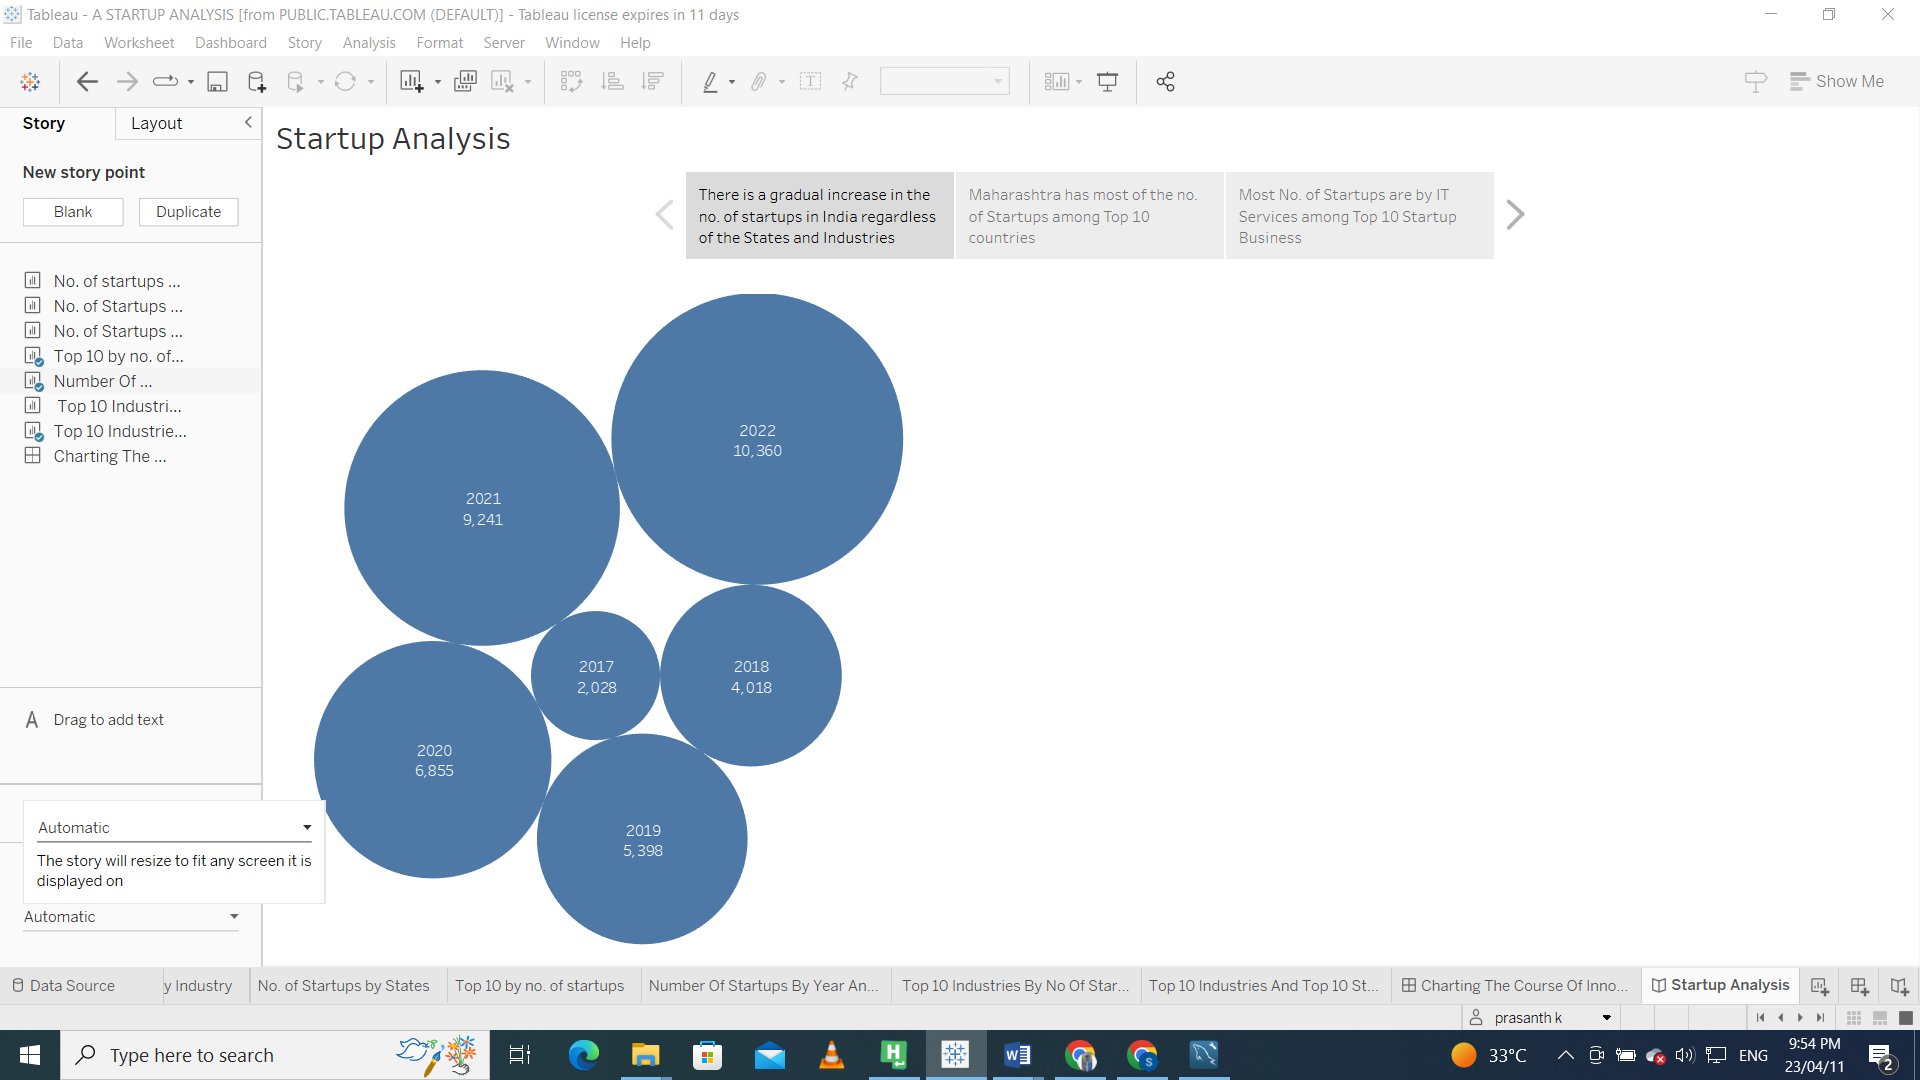 Tableau - A STARTUP ANALYSIS [from PUBLIC.TABLEAU.COM (DEFAULT)] - Tableau license expires in 11 days
File Data Worksheet Dashboard Story Analysis Format Server Window Help
Show Me
Story Layout
New story point
Blank Duplicate
No. of startups ...
No. of Startups ...
No. of Startups ...
Top 10 by no. of...
Number Of ...
Top 10 Industri...
Top 10 Industrie...
Charting The ...
Drag to add text
Automatic
The story will resize to fit any screen it is
displayed on
Automatic
Startup Analysis
There is a gradual increase in the
no. of startups in India regardless
of the States and Industries
Maharashtra has most of the no.
of Startups among Top 10
countries
Most No. of Startups are by IT
Services among Top 10 Startup
Business
2022
10,360
2021
9,241
2017
2,028
2018
4,018
2020
6,855
2019
5,398
Data Source y Industry No. of Startups by States Top 10 by no. of startups Number Of Startups By Year An... Top 10 Industries By No Of Star... Top 10 Industries And Top 10 St... Charting The Course Of Inno... Startup Analysis
prasanth k
Type here to search
33°C
ENG
9:54 PM
23/04/11
2